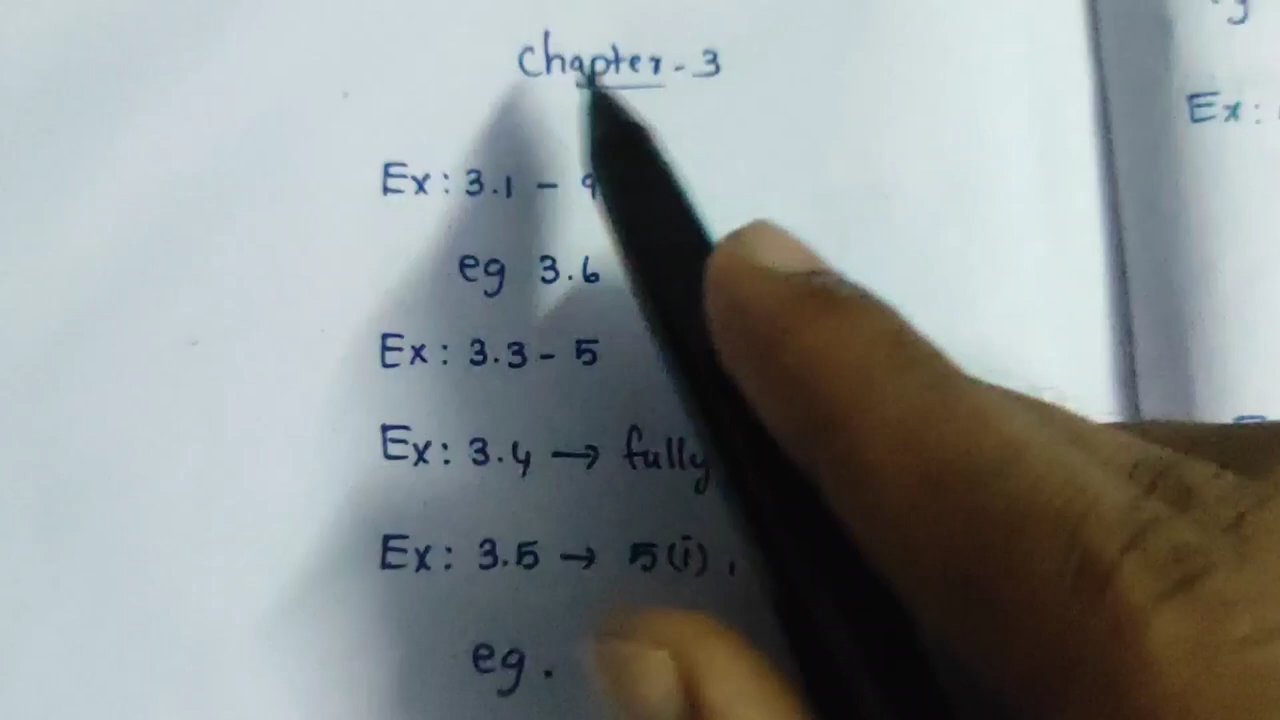 Chapter - 3
Ex: 3.1 - 9
eg 3.6
Ex: 3.3 - 5
Ex: 3.4 → fully
Ex: 3.5 → 5(i),
eg.
Ex: